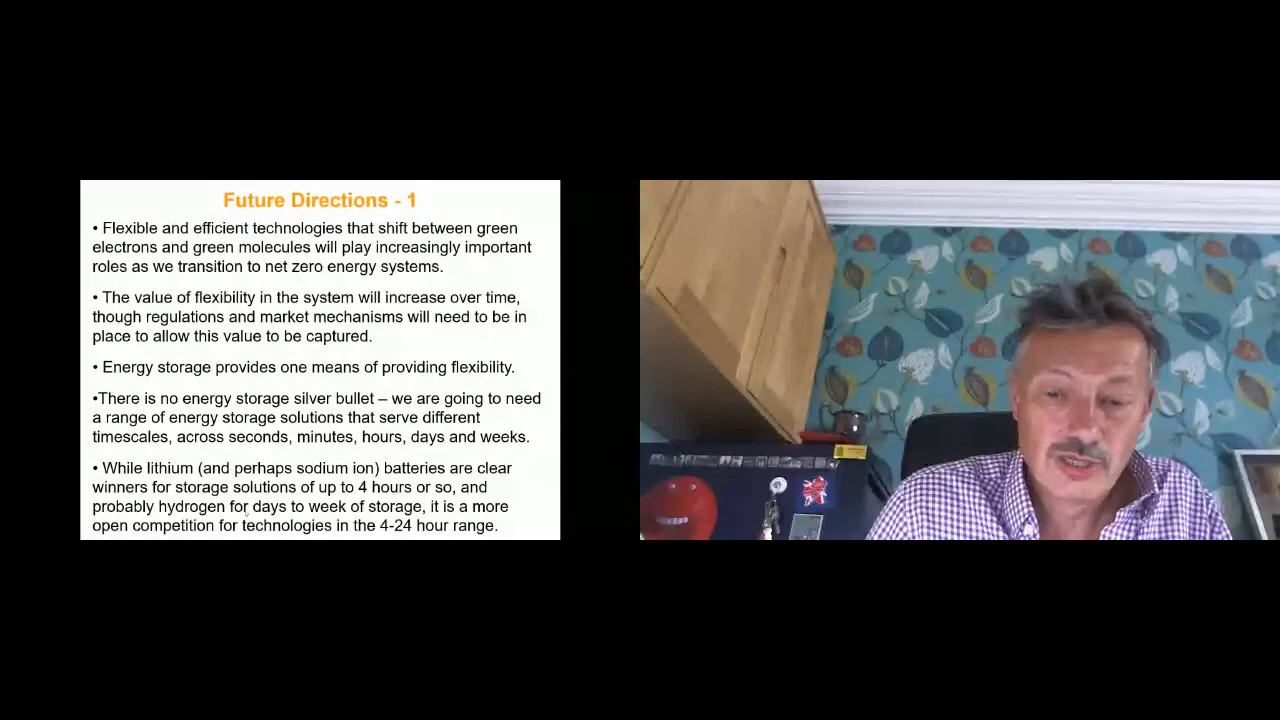 Future Directions - 1
• Flexible and efficient technologies that shift between green
electrons and green molecules will play increasingly important
roles as we transition to net zero energy systems.
• The value of flexibility in the system will increase over time,
though regulations and market mechanisms will need to be in
place to allow this value to be captured.
• Energy storage provides one means of providing flexibility.
•There is no energy storage silver bullet – we are going to need
a range of energy storage solutions that serve different
timescales, across seconds, minutes, hours, days and weeks.
• While lithium (and perhaps sodium ion) batteries are clear
winners for storage solutions of up to 4 hours or so, and
probably hydrogen for days to week of storage, it is a more
open competition for technologies in the 4-24 hour range.